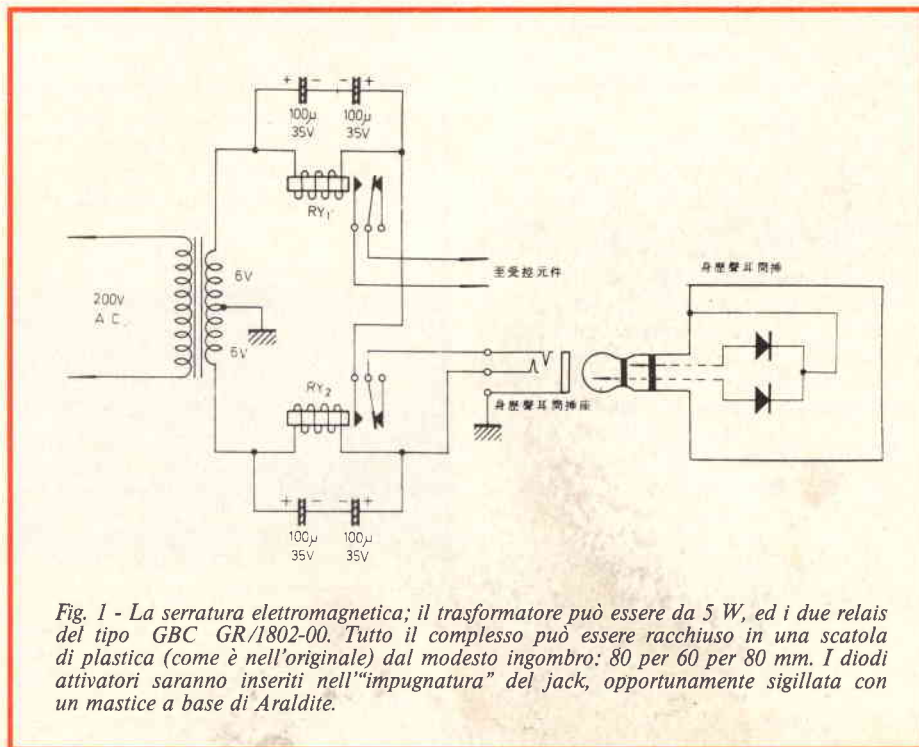 + - - +
100µ 100µ
35V 35V
RY₁
至受控元件
身歷聲耳筒揷
200V
A C.
6V
6V
RY₂
身歷聲耳筒揷座
+ - - +
100µ 100µ
35V 35V
Fig. 1 - La serratura elettromagnetica; il trasformatore può essere da 5 W, ed i due relais
del tipo GBC GR/1802-00. Tutto il complesso può essere racchiuso in una scatola
di plastica (come è nell'originale) dal modesto ingombro: 80 per 60 per 80 mm. I diodi
attivatori saranno inseriti nell'"impugnatura" del jack, opportunamente sigillata con
un mastice a base di Araldite.